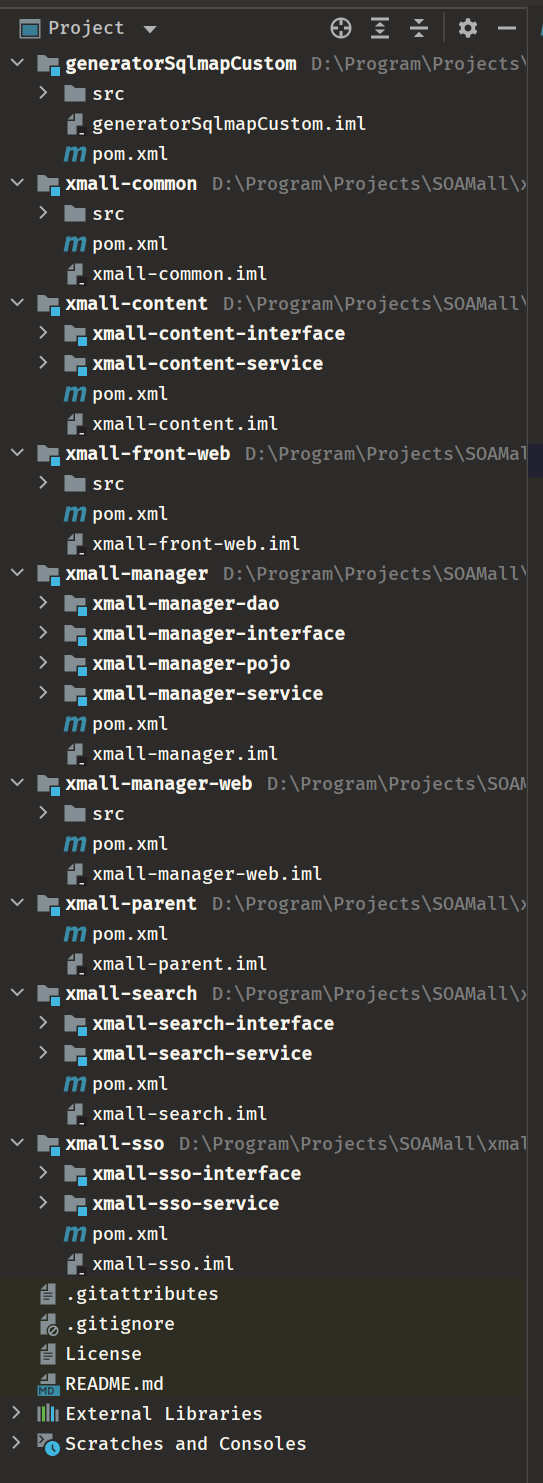 Project
generatorSqlmapCustom D:\Program\Projects\
src
generatorSqlmapCustom.iml
m pom.xml
xmall-common D:\Program\Projects\SOAMall\x
src
m pom.xml
xmall-common.iml
xmall-content D:\Program\Projects\SOAMall\
xmall-content-interface
xmall-content-service
m pom.xml
xmall-content.iml
xmall-front-web D:\Program\Projects\SOAMal
src
m pom.xml
xmall-front-web.iml
xmall-manager D:\Program\Projects\SOAMall\
xmall-manager-dao
xmall-manager-interface
xmall-manager-pojo
xmall-manager-service
m pom.xml
xmall-manager.iml
xmall-manager-web D:\Program\Projects\SOAM
src
m pom.xml
xmall-manager-web.iml
xmall-parent D:\Program\Projects\SOAMall\x
m pom.xml
xmall-parent.iml
xmall-search D:\Program\Projects\SOAMall\x
xmall-search-interface
xmall-search-service
m pom.xml
xmall-search.iml
xmall-sso D:\Program\Projects\SOAMall\xmal
xmall-sso-interface
xmall-sso-service
m pom.xml
xmall-sso.iml
.gitattributes
.gitignore
License
MD README.md
External Libraries
Scratches and Consoles